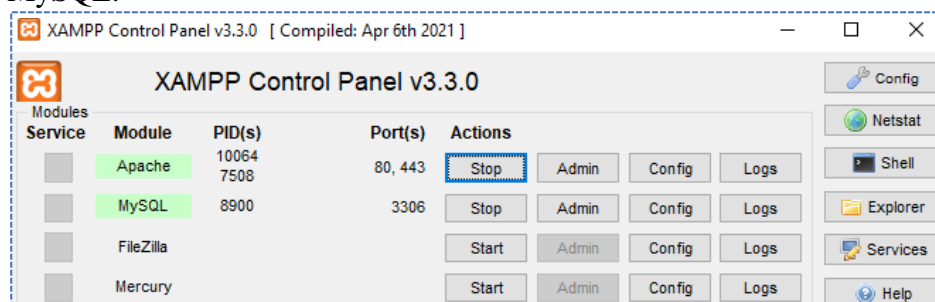 MySQL.
XAMPP Control Panel v3.3.0 [ Compiled: Apr 6th 2021 ]
XAMPP Control Panel v3.3.0
Config
Modules
Service Module PID(s) Port(s) Actions
Netstat
Apache 10064 7508 80, 443 Stop Admin Config Logs
Shell
MySQL 8900 3306 Stop Admin Config Logs
Explorer
FileZilla Start Admin Config Logs
Services
Mercury Start Admin Config Logs
Help